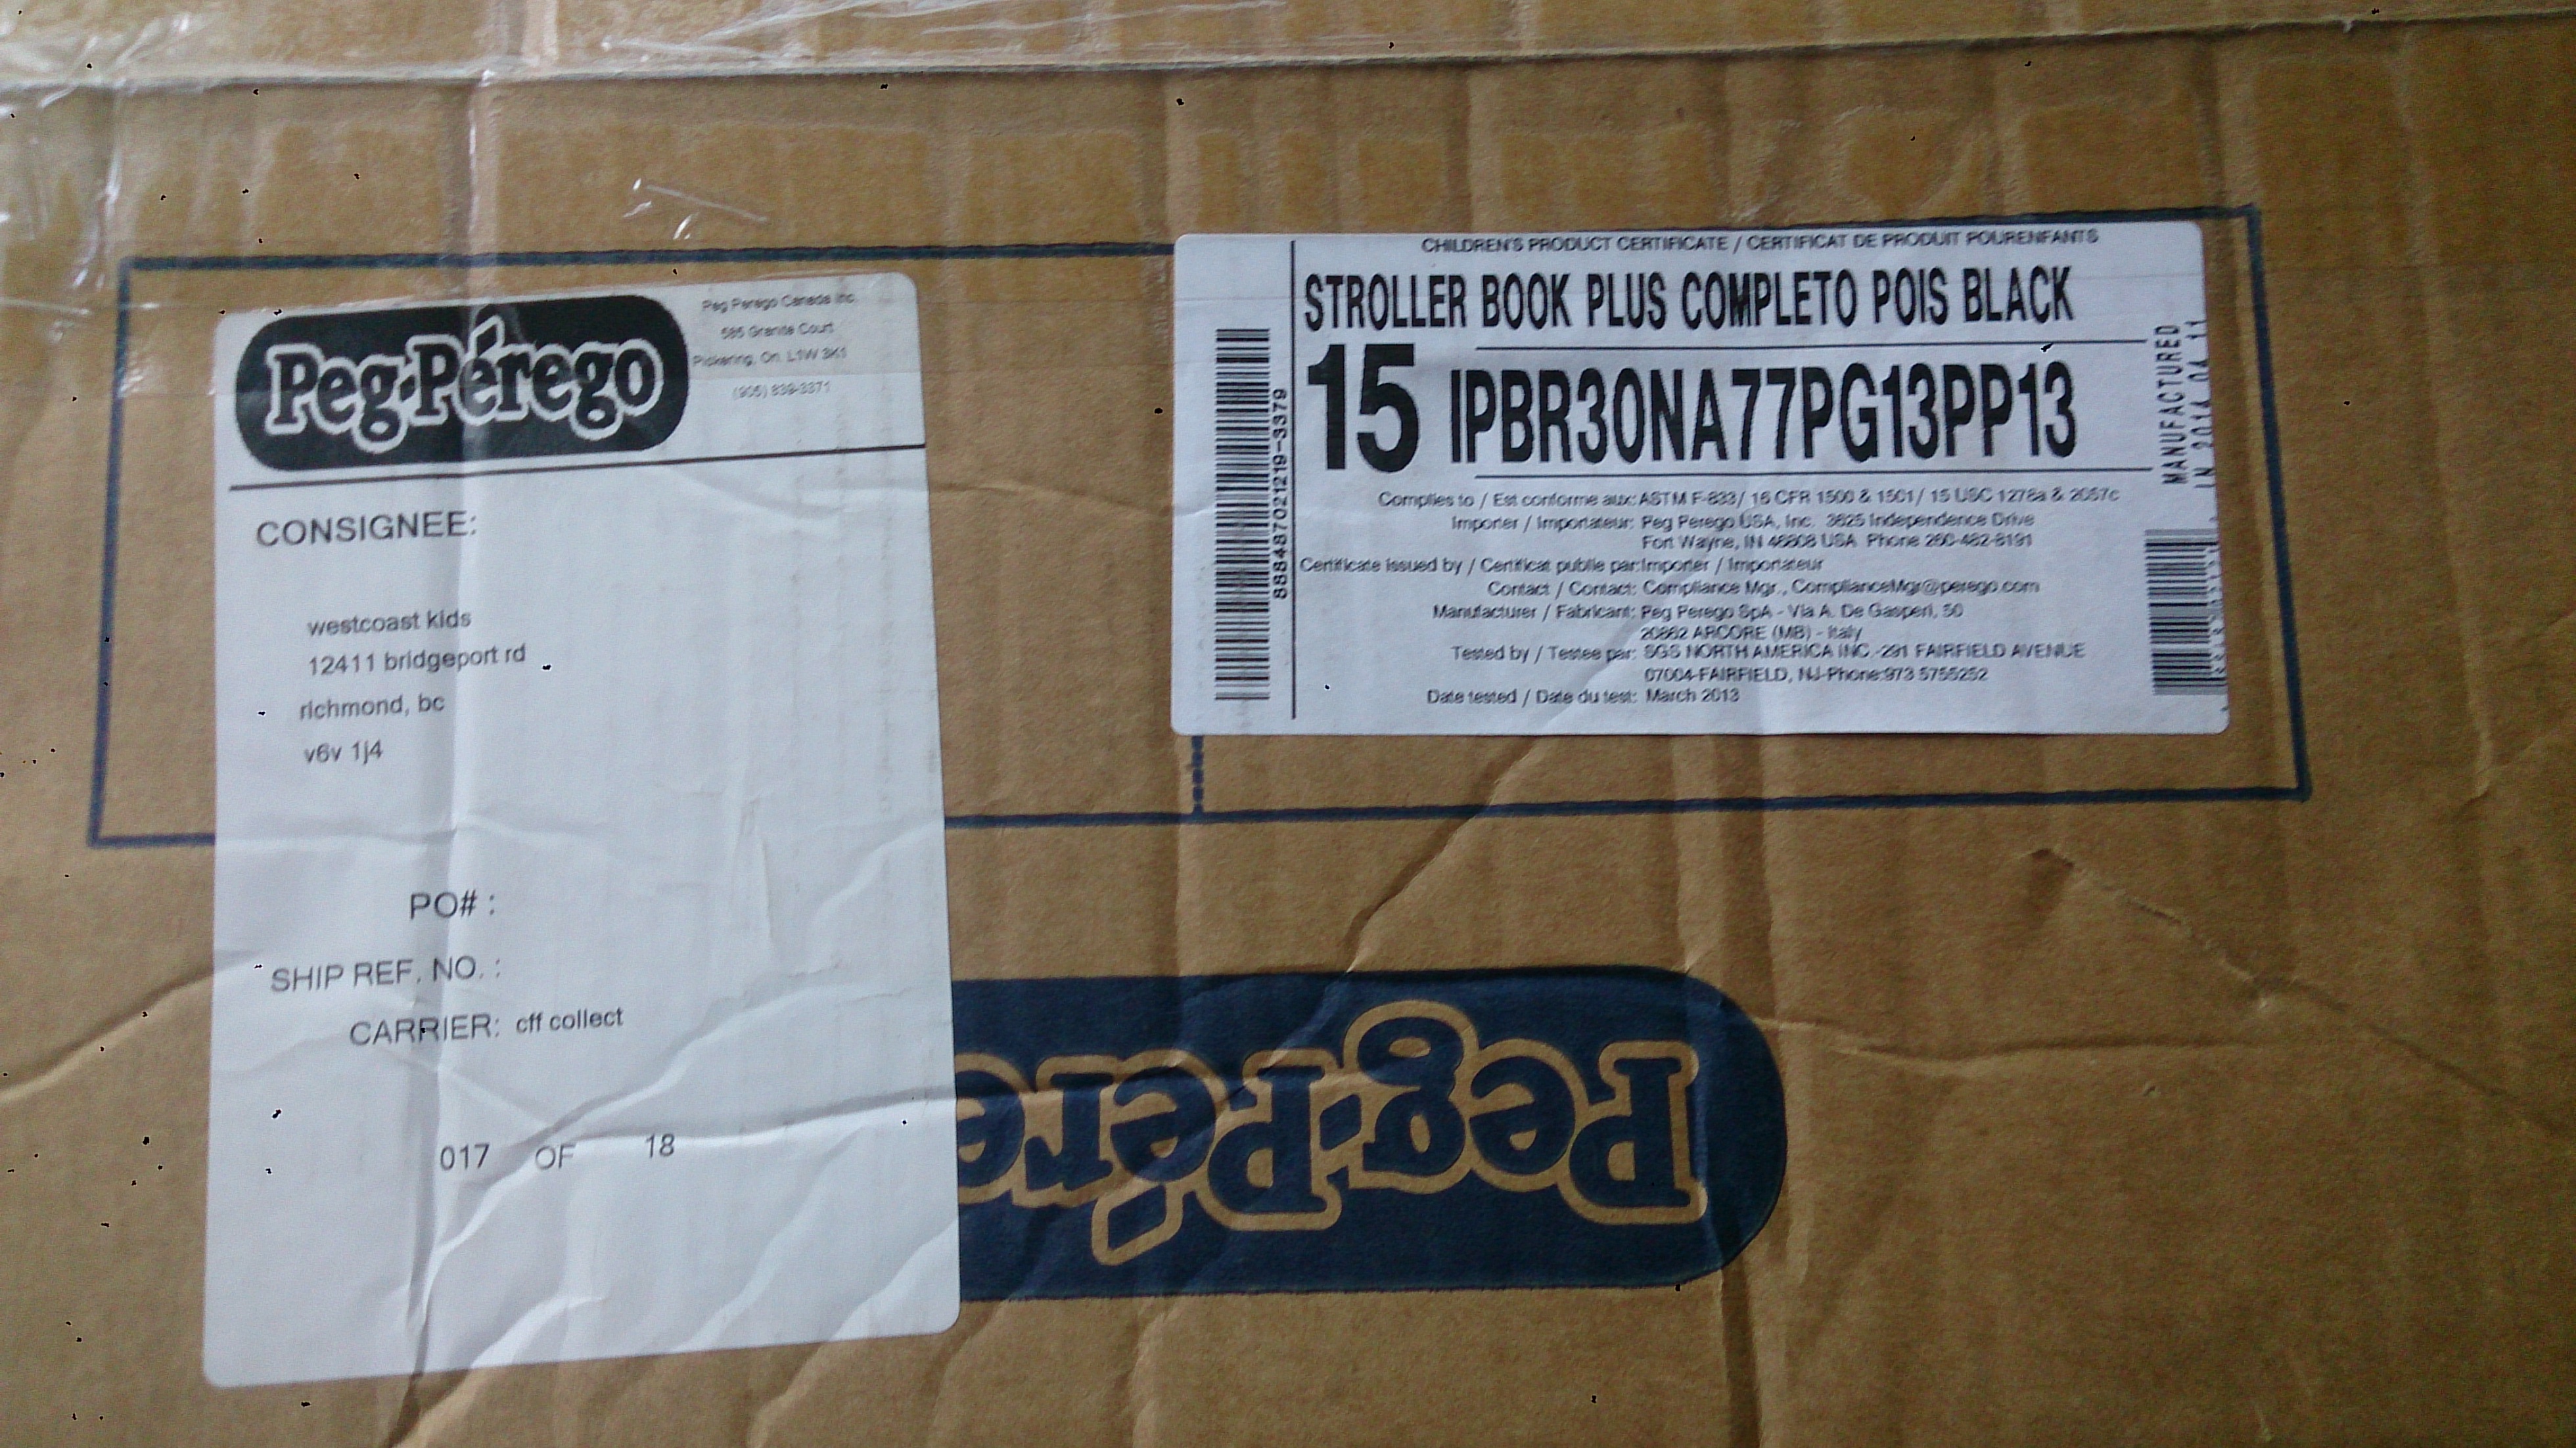 Peg-Pérego
Peg Perego Canada Inc.
585 Granite Court
Pickering, On. L1W 3K1
(905) 839-3371
CONSIGNEE:
westcoast kids
12411 bridgeport rd
richmond, bc
v6v 1j4
PO# :
SHIP REF. NO. :
CARRIER: cff collect
017 OF 18
CHILDREN'S PRODUCT CERTIFICATE / CERTIFICAT DE PRODUIT POURENFANTS
STROLLER BOOK PLUS COMPLETO POIS BLACK
15 IPBR30NA77PG13PP13
Complies to / Est conforme aux: ASTM F-833/ 16 CFR 1500 & 1501/ 15 USC 1278a & 2057c
Importer / Importateur: Peg Perego USA, Inc. 3625 Independence Drive
Fort Wayne, IN 46808 USA Phone 260-482-8191
Certificate issued by / Certificat publie par: Importer / Importateur
Contact / Contact: Compliance Mgr., ComplianceMgr@perego.com
Manufacturer / Fabricant: Peg Perego SpA - Via A. De Gasperi, 50
20862 ARCORE (MB) - Italy
Tested by / Testee par: SGS NORTH AMERICA INC.-291 FAIRFIELD AVENUE
07004-FAIRFIELD, NJ-Phone:973 5755252
Date tested / Date du test: March 2013
888487021219-3379
MANUFACTURED
IN 2014 04 11
Peg-Pére